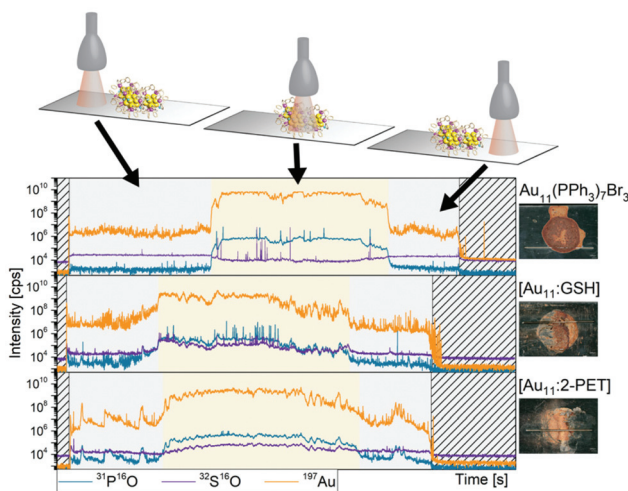 Au₁₁(PPh₃)₇Br₃
[Au₁₁:GSH]
[Au₁₁:2-PET]
Intensity [cps]
10¹⁰
10⁸
10⁶
10⁴
10¹⁰
10⁸
10⁶
10⁴
10¹⁰
10⁸
10⁶
10⁴
³¹P¹⁶O ³²S¹⁶O ¹⁹⁷Au Time [s]